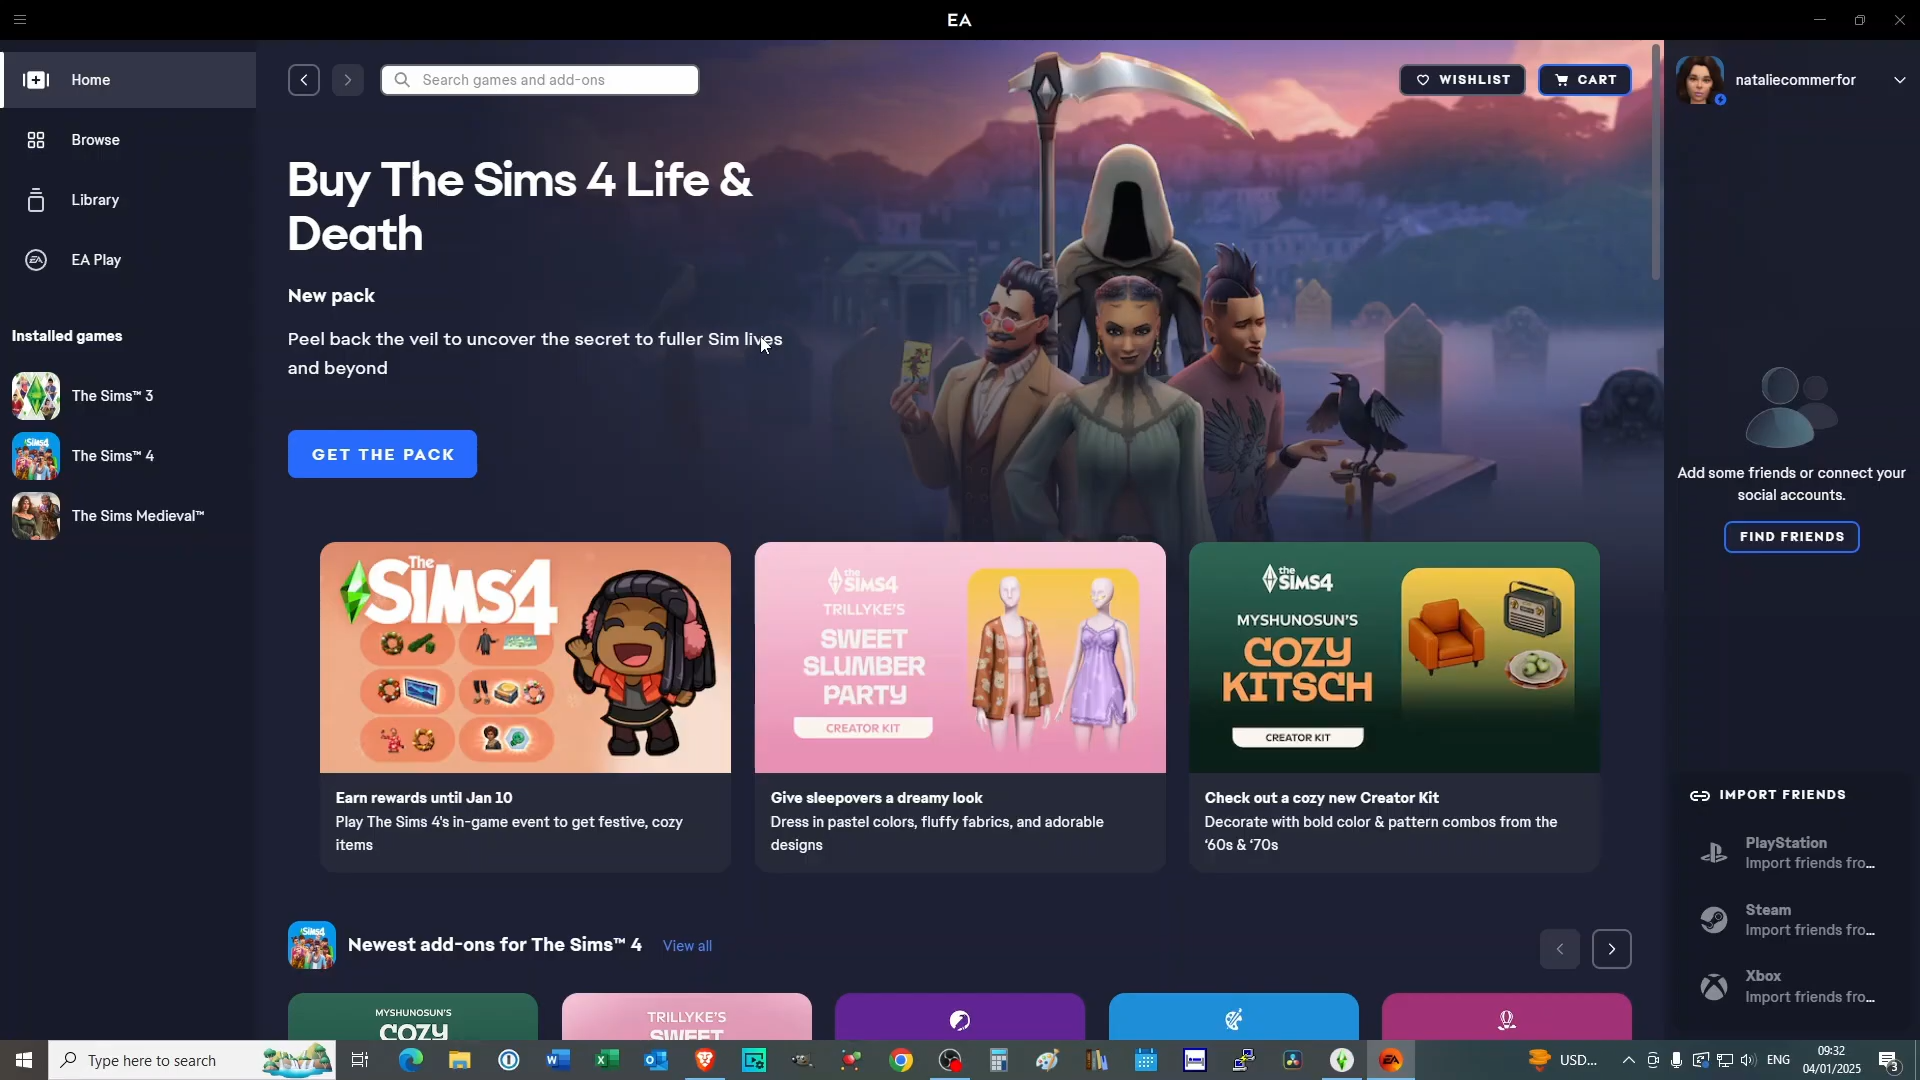 EA
Home
Browse
Library
EA Play
Installed games
The Sims™ 3
The Sims™ 4
The Sims Medieval™
Search games and add-ons
WISHLIST
CART
nataliecommerfor
Buy The Sims 4 Life &
Death
New pack
Peel back the veil to uncover the secret to fuller Sim lives
and beyond
GET THE PACK
The
SIMS4
the
SIMS4
TRILLYKE'S
SWEET
SLUMBER
PARTY
CREATOR KIT
the
SIMS4
MYSHUNOSUN'S
COZY
KITSCH
CREATOR KIT
Earn rewards until Jan 10
Play The Sims 4's in-game event to get festive, cozy
items
Give sleepovers a dreamy look
Dress in pastel colors, fluffy fabrics, and adorable
designs
Check out a cozy new Creator Kit
Decorate with bold color & pattern combos from the
‘60s & ‘70s
Newest add-ons for The Sims™ 4
View all
MYSHUNOSUN'S
COZY
TRILLYKE'S
SWEET
Add some friends or connect your
social accounts.
FIND FRIENDS
IMPORT FRIENDS
PlayStation
Import friends fro...
Steam
Import friends fro...
Xbox
Import friends fro...
Type here to search
USD...
ENG
09:32
04/01/2025
3